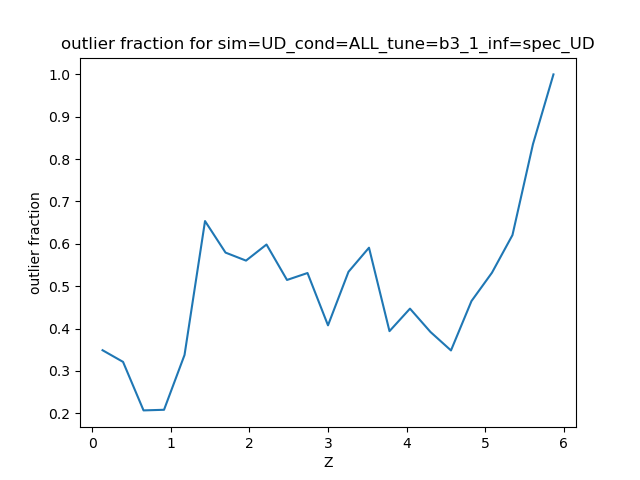 outlier fraction for sim=UD_cond=ALL_tune=b3_1_inf=spec_UD
1.0
0.9
0.8
0.7
0.6
0.5
0.4
0.3
0.2
outlier fraction
0 1 2 3 4 5 6
Z